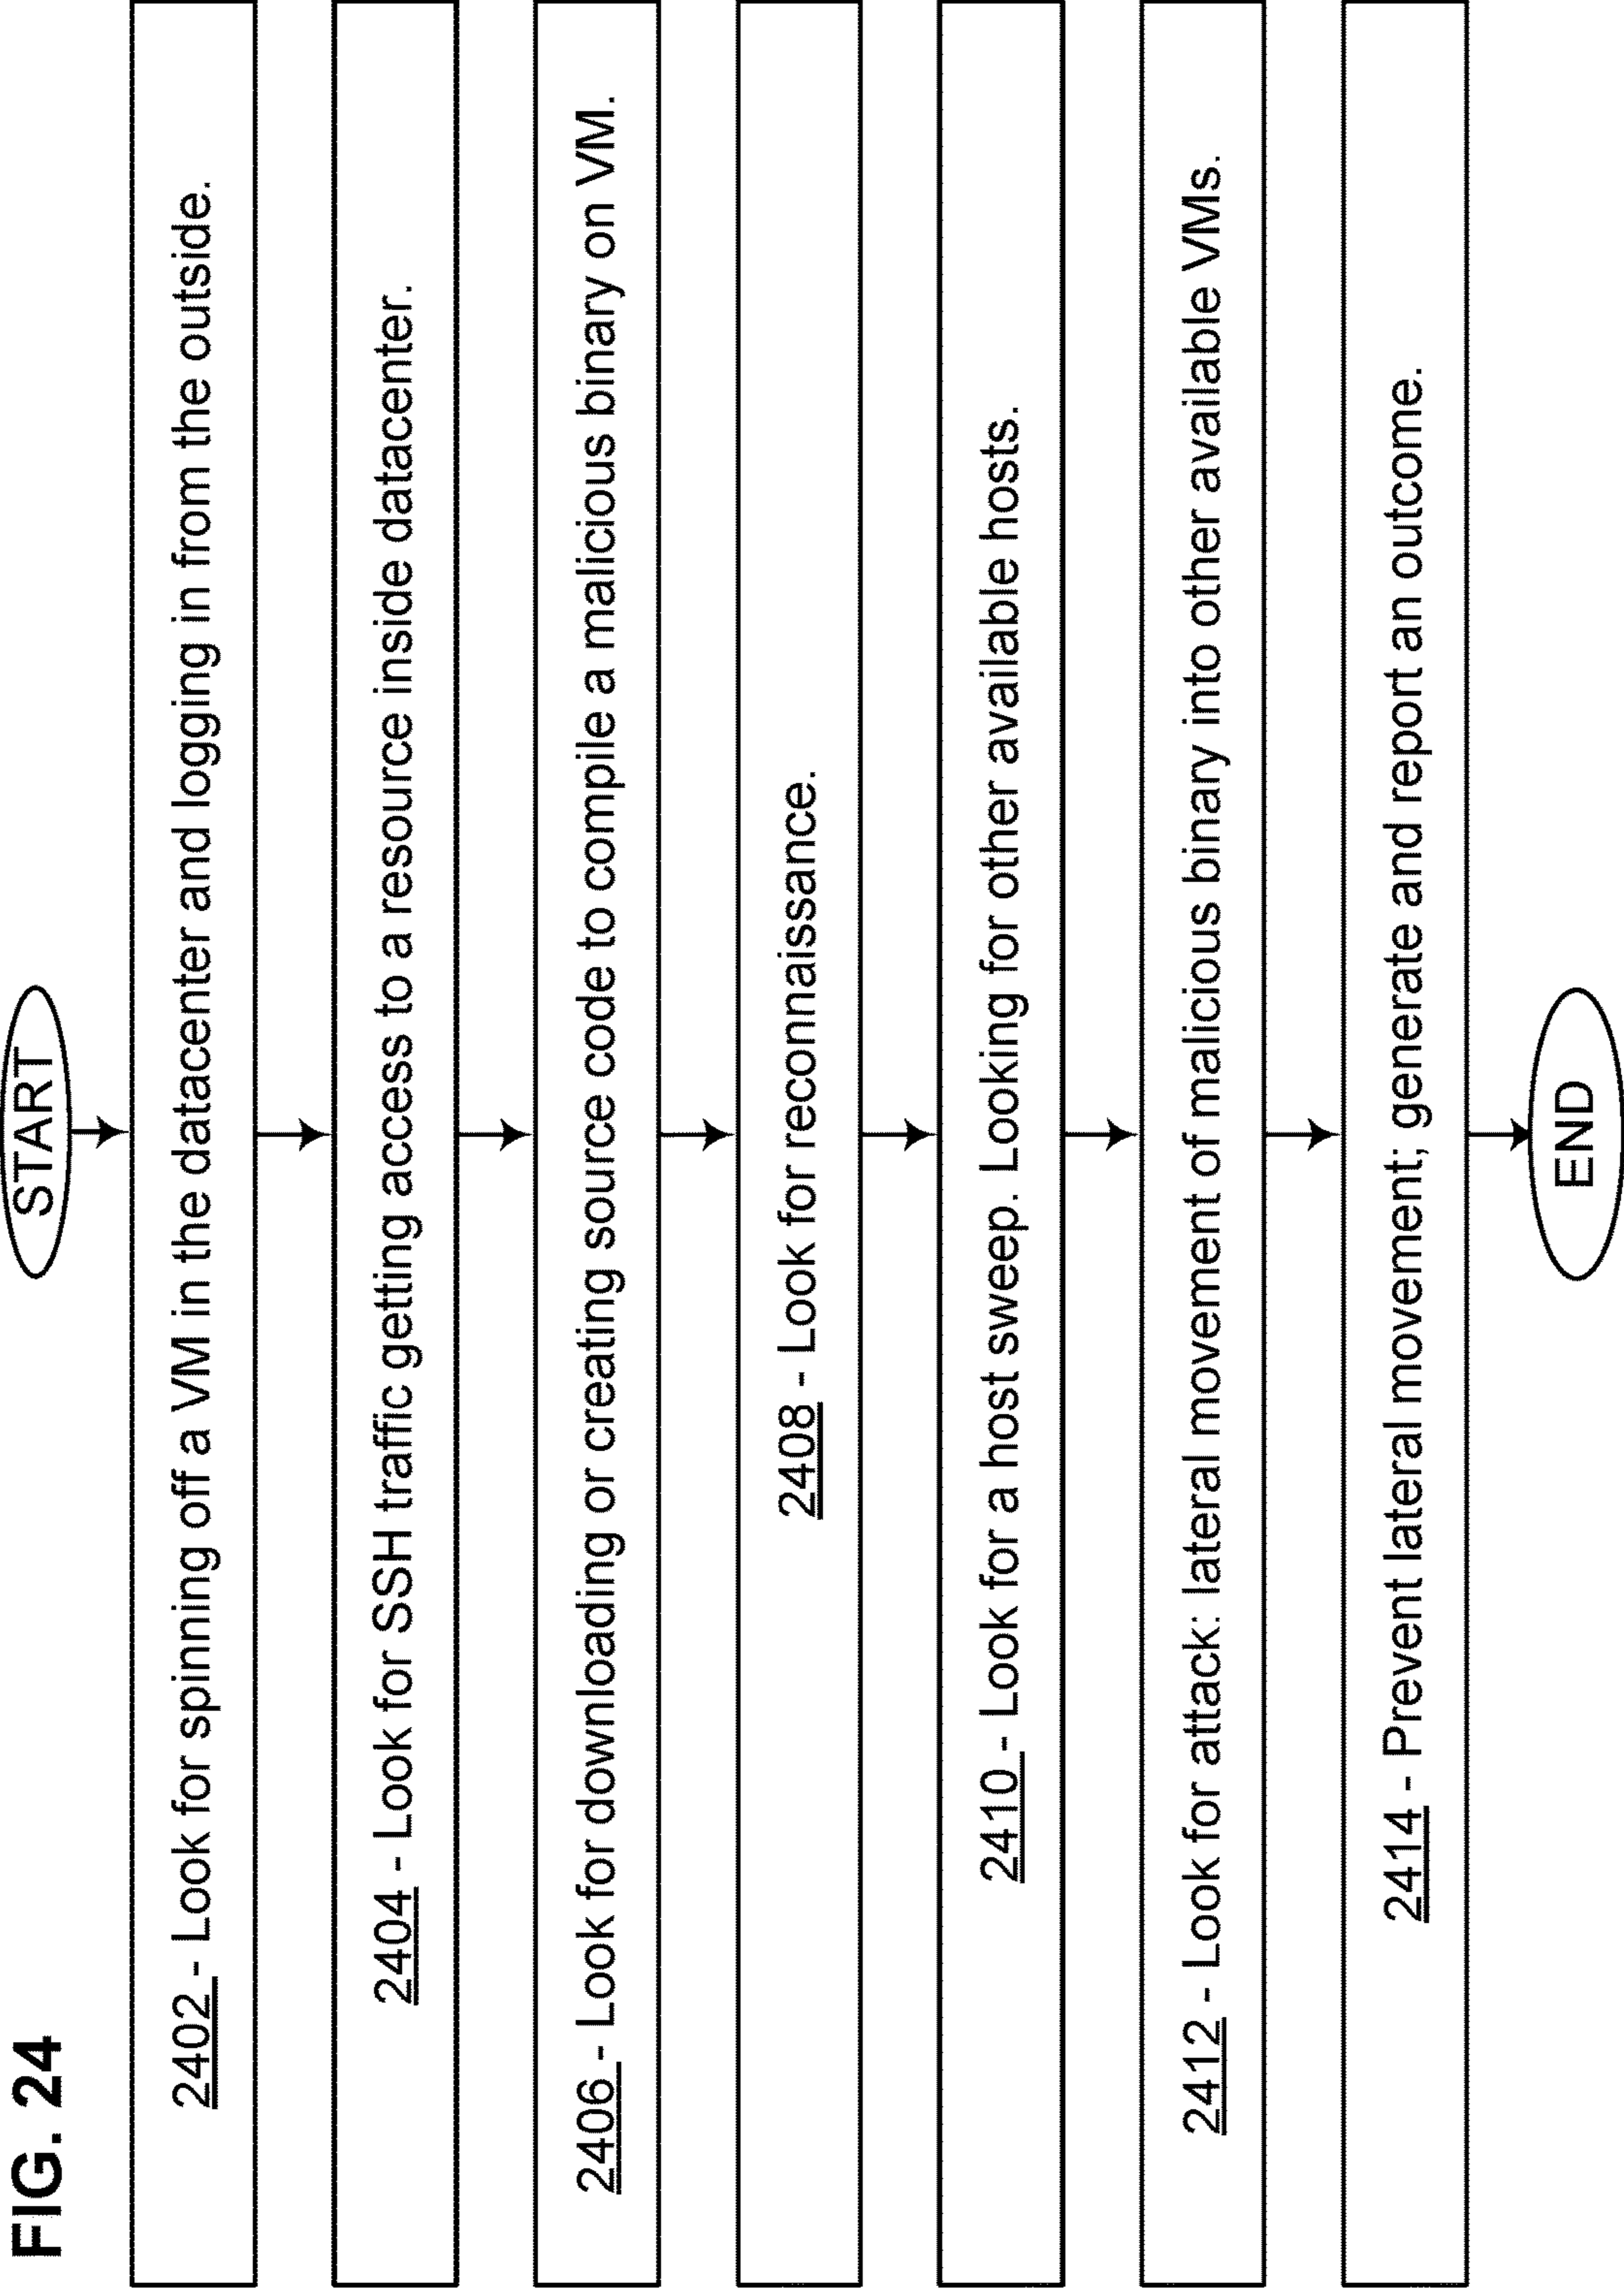 FIG. 24
START
2402 - Look for spinning off a VM in the datacenter and logging in from the outside.
2404 - Look for SSH traffic getting access to a resource inside datacenter.
2406 - Look for downloading or creating source code to compile a malicious binary on VM.
2408 - Look for reconnaissance.
2410 - Look for a host sweep. Looking for other available hosts.
2412 - Look for attack: lateral movement of malicious binary into other available VMs.
2414 - Prevent lateral movement; generate and report an outcome.
END